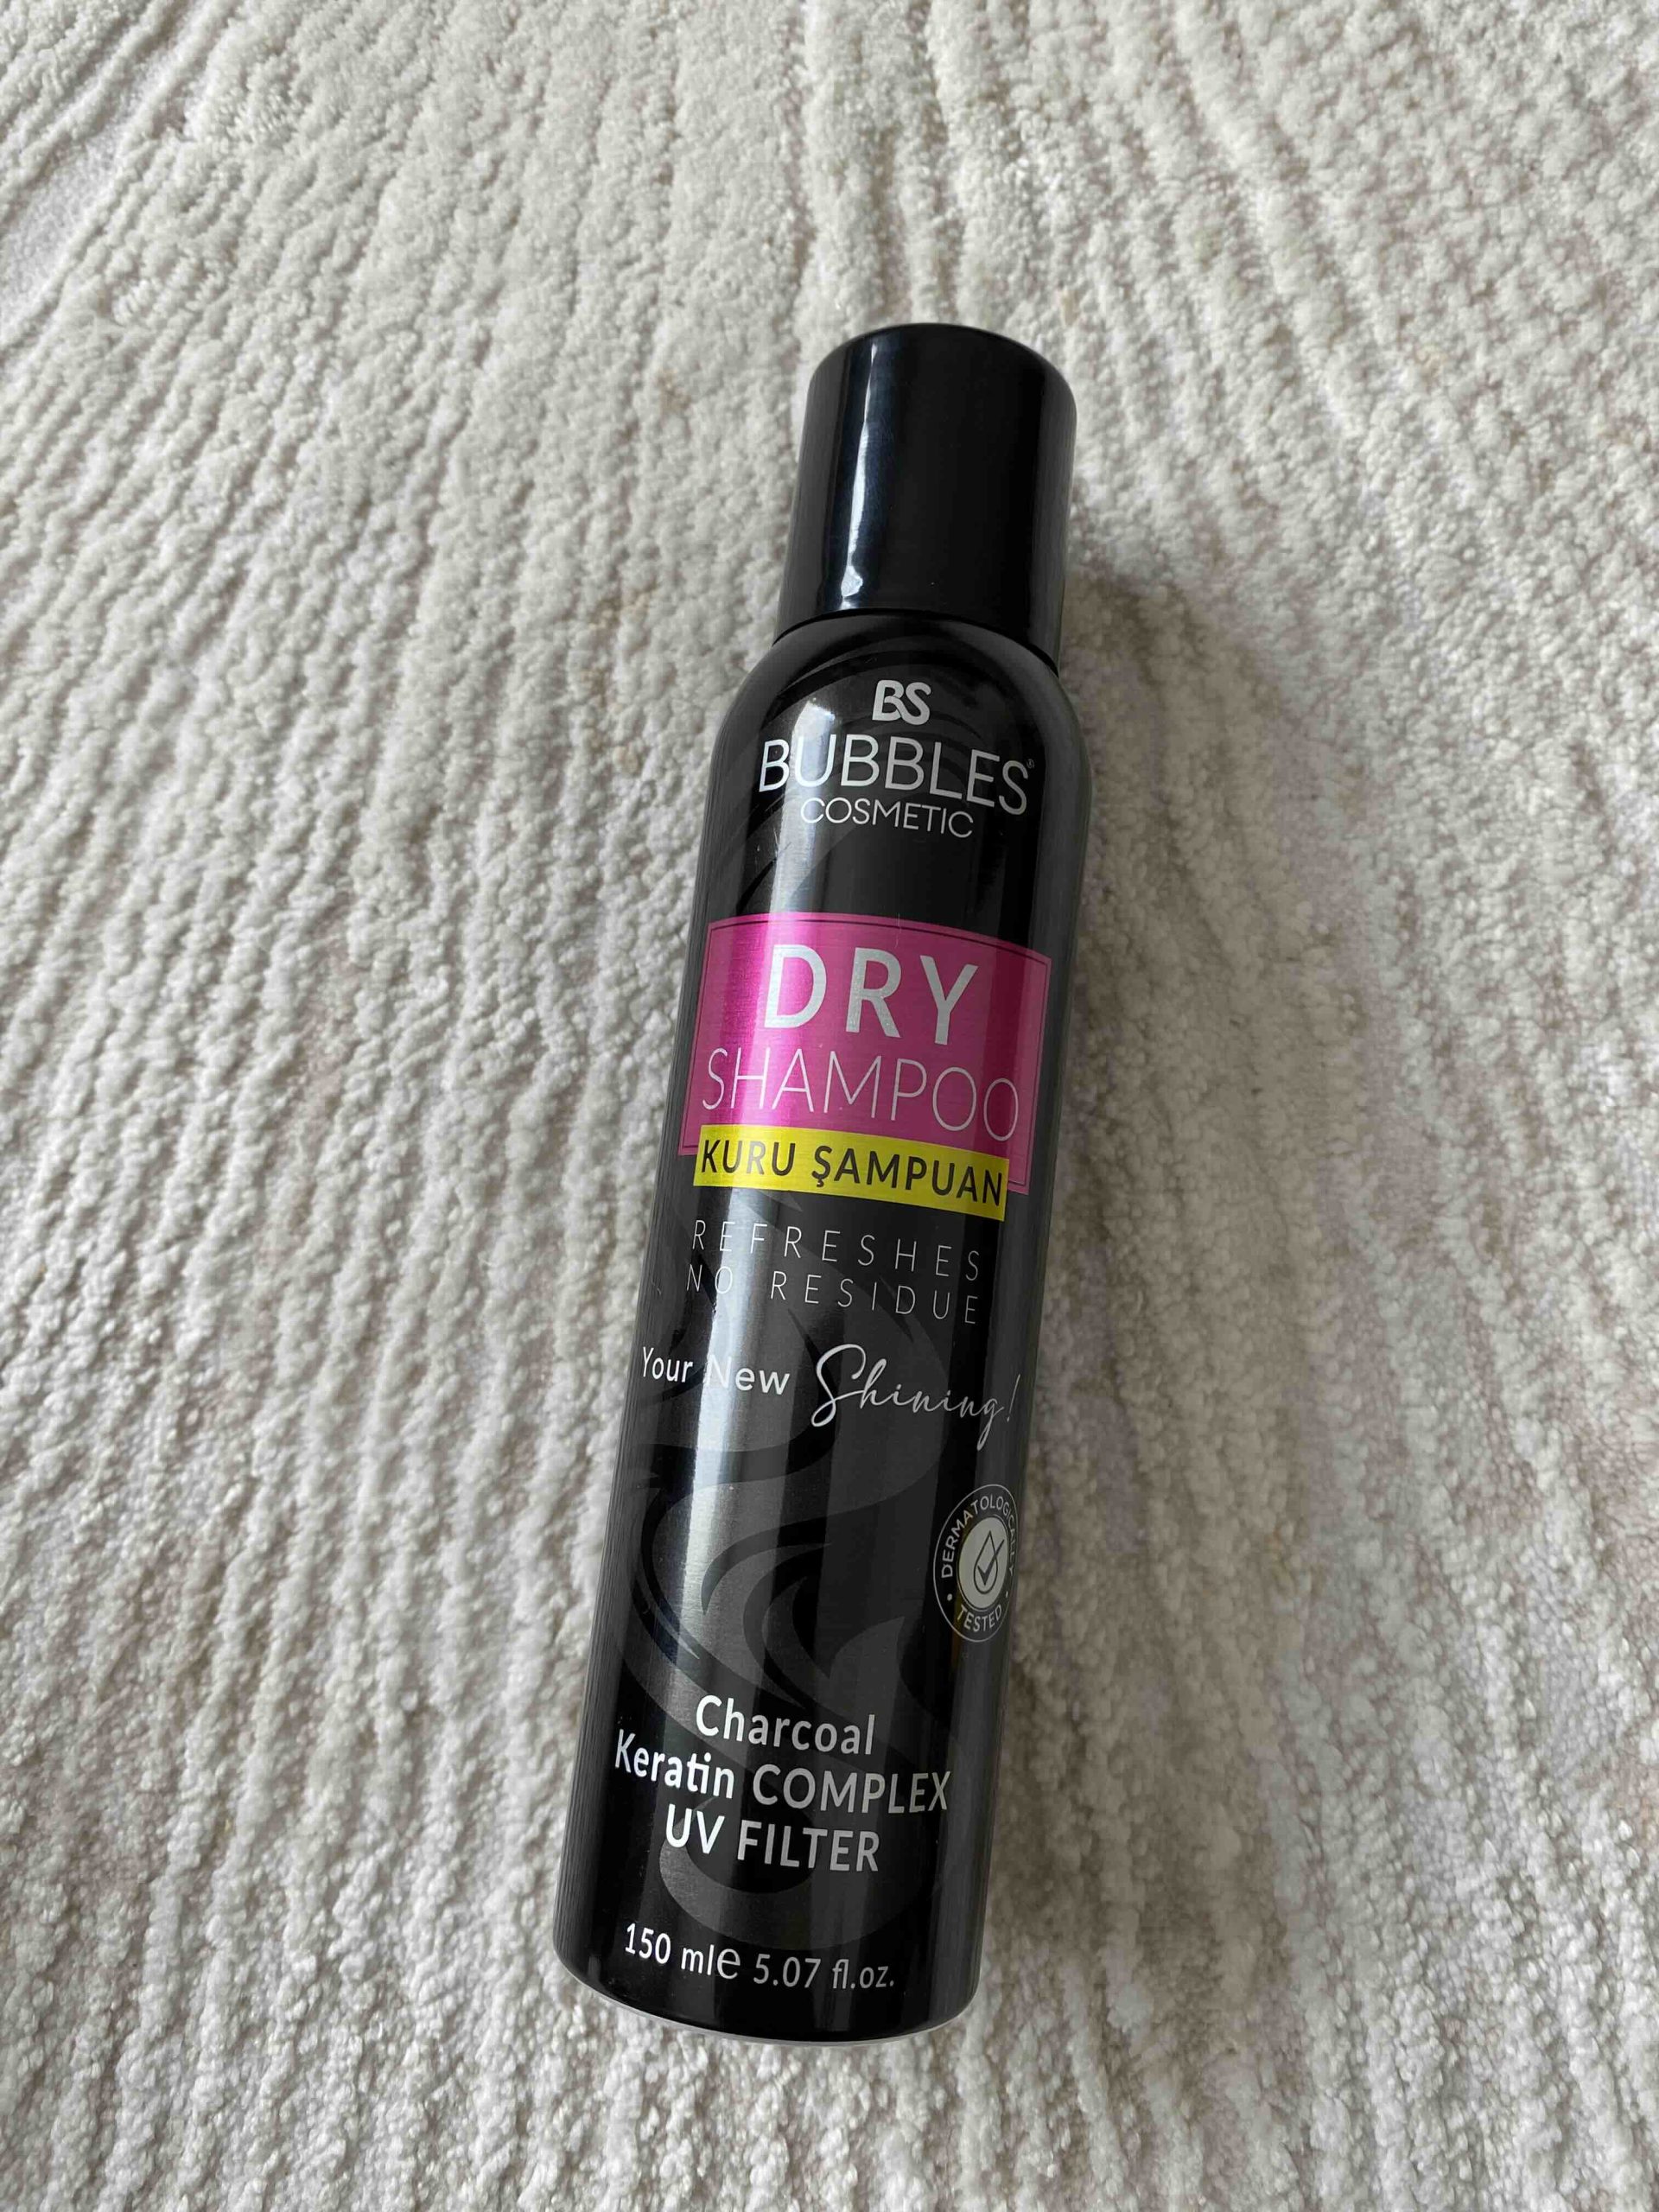 BS
BUBBLES®
COSMETIC
DRY
SHAMPOO
KURU ŞAMPUAN
REFRESHES
NO RESIDUE
Your New Shining!
DERMATOLOGICALLY
TESTED
Charcoal
Keratin COMPLEX
UV FILTER
150 ml℮ 5.07 fl.oz.